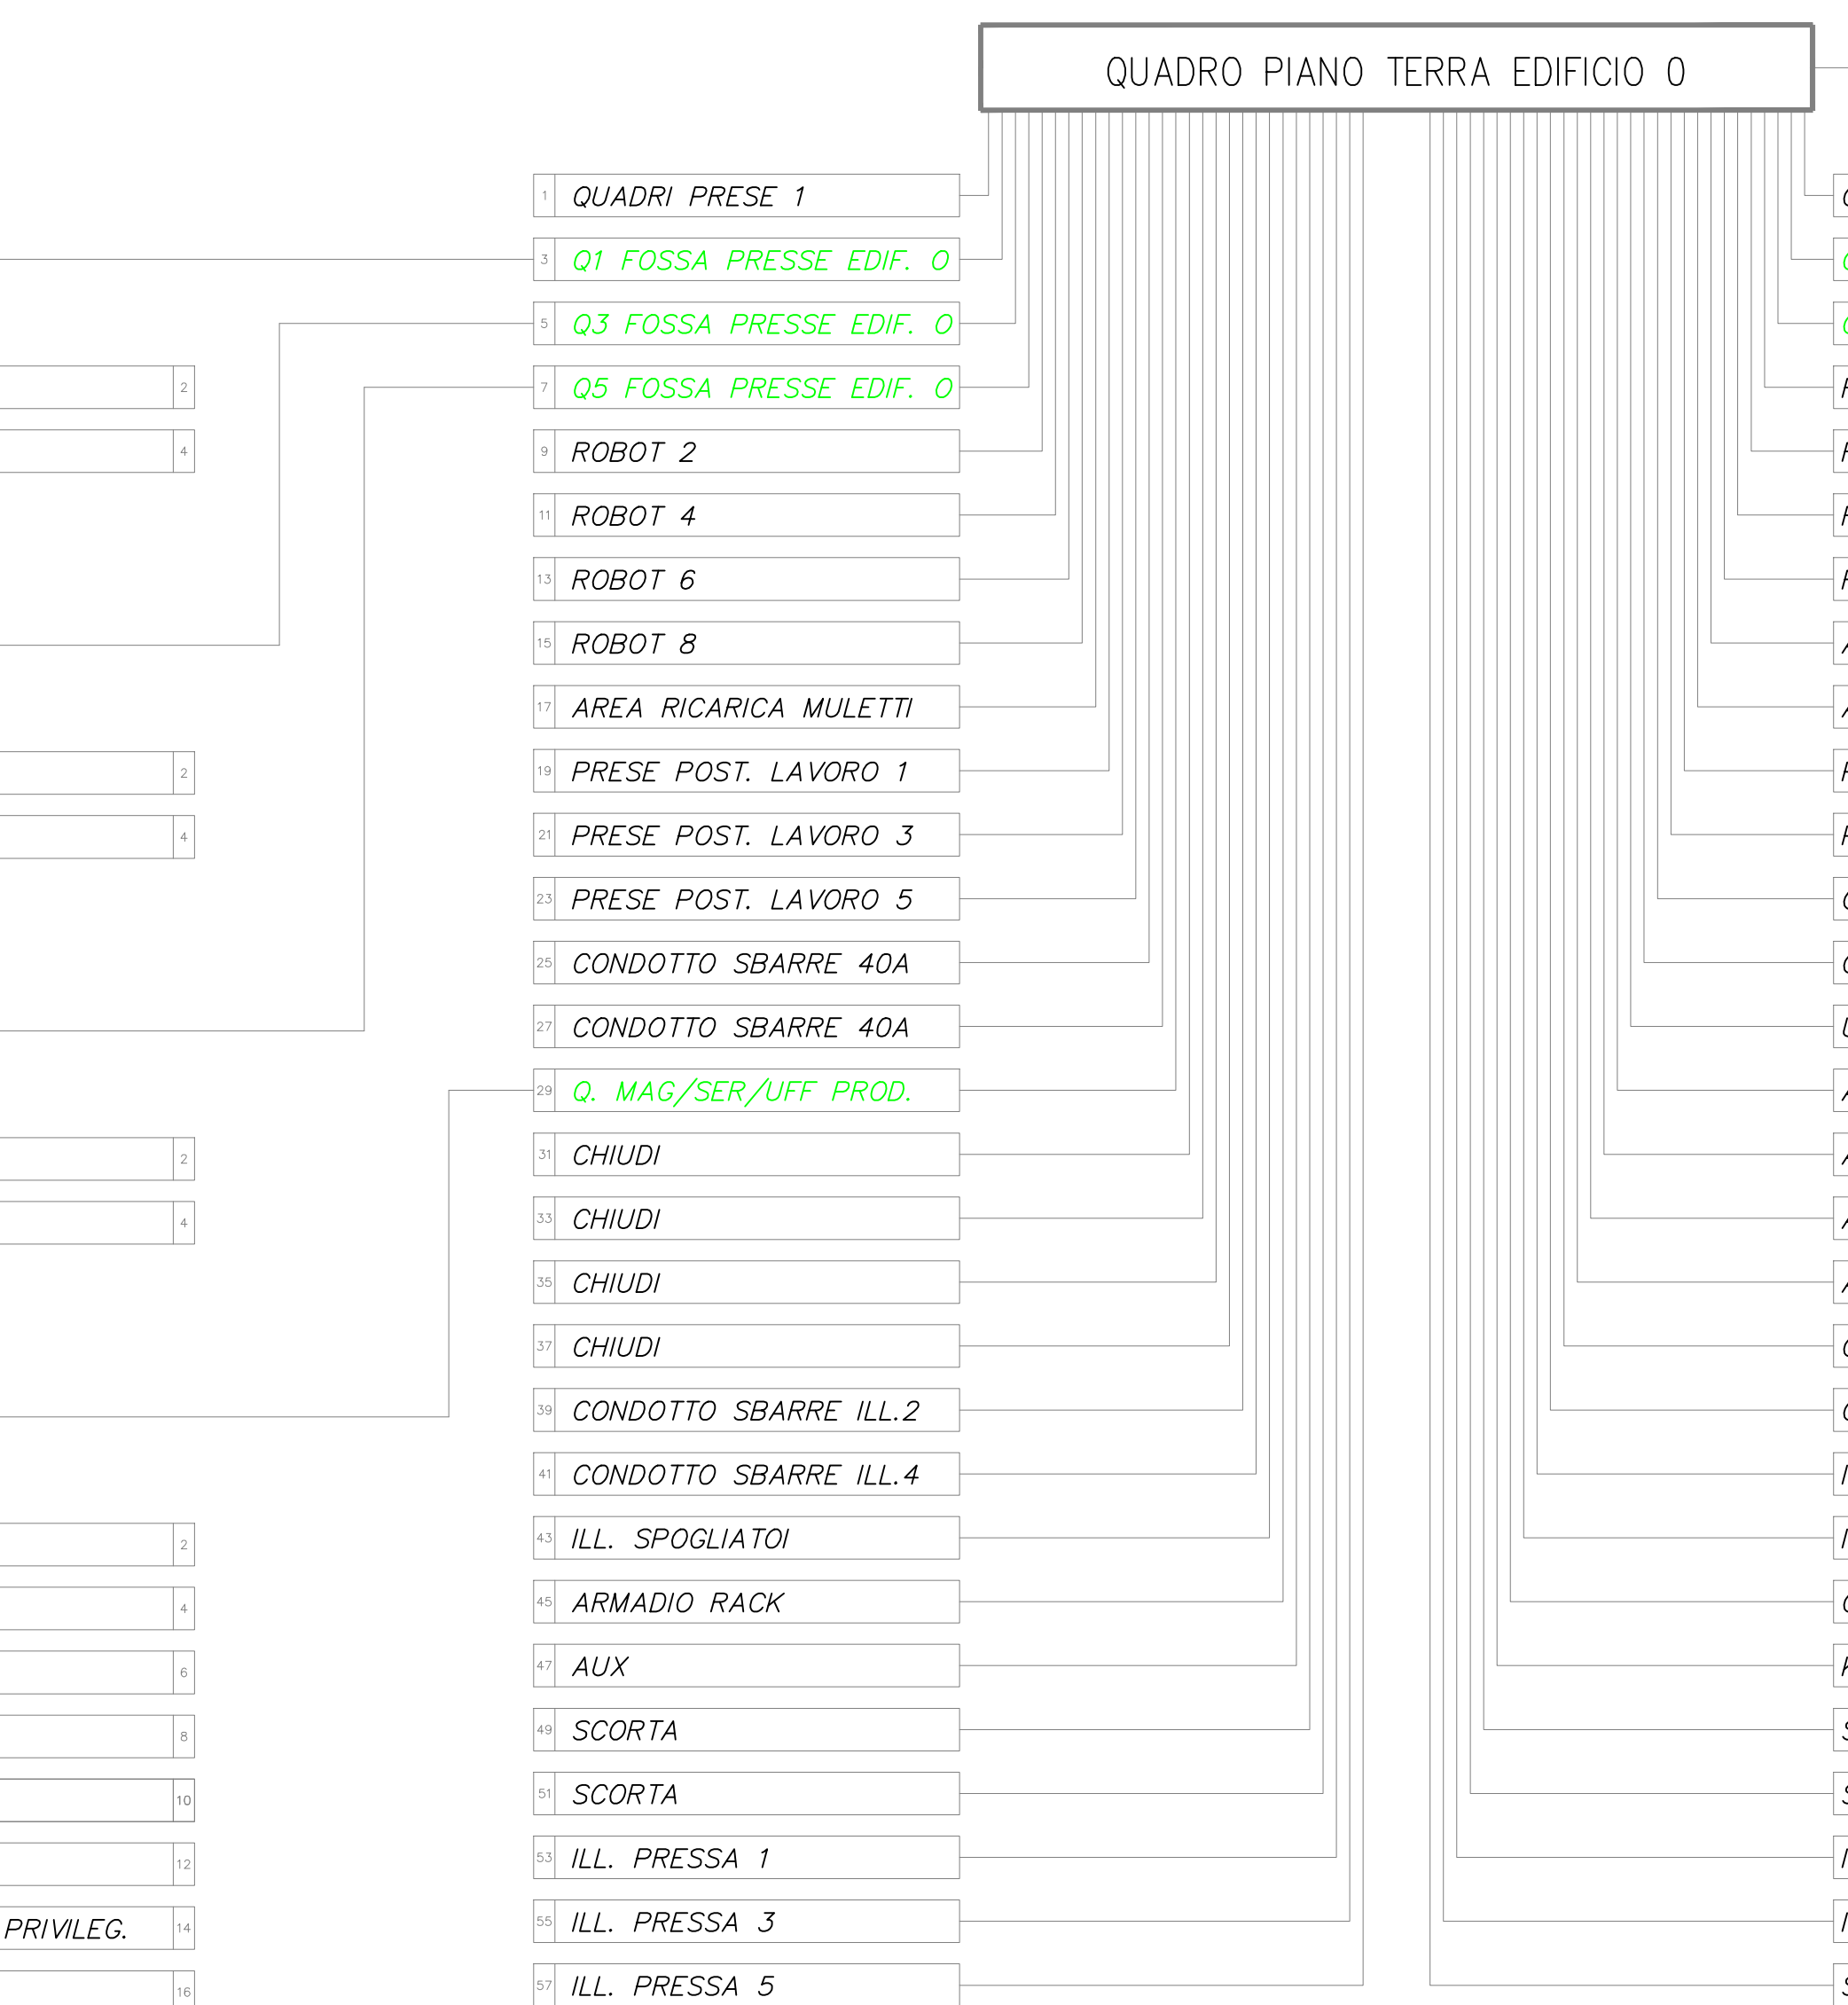 QUADRO PIANO TERRA EDIFICIO 0
1 QUADRI PRESE 1
3 Q1 FOSSA PRESSE EDIF. 0
5 Q3 FOSSA PRESSE EDIF. 0
7 Q5 FOSSA PRESSE EDIF. 0
9 ROBOT 2
11 ROBOT 4
13 ROBOT 6
15 ROBOT 8
17 AREA RICARICA MULETTI
19 PRESE POST. LAVORO 1
21 PRESE POST. LAVORO 3
23 PRESE POST. LAVORO 5
25 CONDOTTO SBARRE 40A
27 CONDOTTO SBARRE 40A
29 Q. MAG/SER/UFF PROD.
31 CHIUDI
33 CHIUDI
35 CHIUDI
37 CHIUDI
39 CONDOTTO SBARRE ILL.2
41 CONDOTTO SBARRE ILL.4
43 ILL. SPOGLIATOI
45 ARMADIO RACK
47 AUX
49 SCORTA
51 SCORTA
53 ILL. PRESSA 1
55 ILL. PRESSA 3
57 ILL. PRESSA 5
2
4
2
4
2
4
2
4
6
8
10
12
PRIVILEG. 14
16